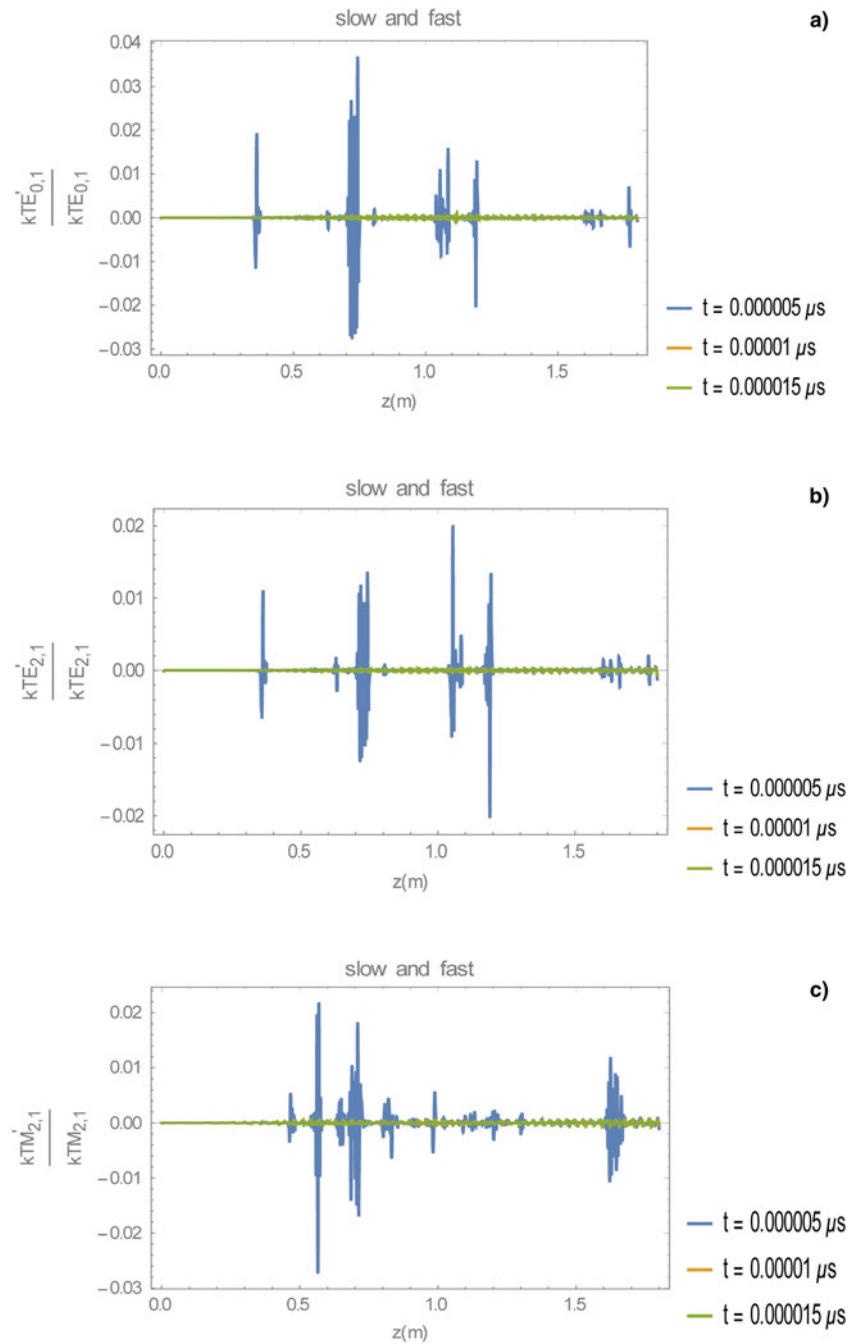 slow and fast
a)
0.04
0.03
0.02
0.01
0.00
−0.01
−0.02
−0.03
kTE'0,1
kTE0,1
0.0 0.5 1.0 1.5
z(m)
t = 0.000005 μs
t = 0.00001 μs
t = 0.000015 μs
slow and fast
b)
0.02
0.01
0.00
−0.01
−0.02
kTE'2,1
kTE2,1
0.0 0.5 1.0 1.5
z(m)
t = 0.000005 μs
t = 0.00001 μs
t = 0.000015 μs
slow and fast
c)
0.02
0.01
0.00
−0.01
−0.02
−0.03
kTM'2,1
kTM2,1
0.0 0.5 1.0 1.5
z(m)
t = 0.000005 μs
t = 0.00001 μs
t = 0.000015 μs